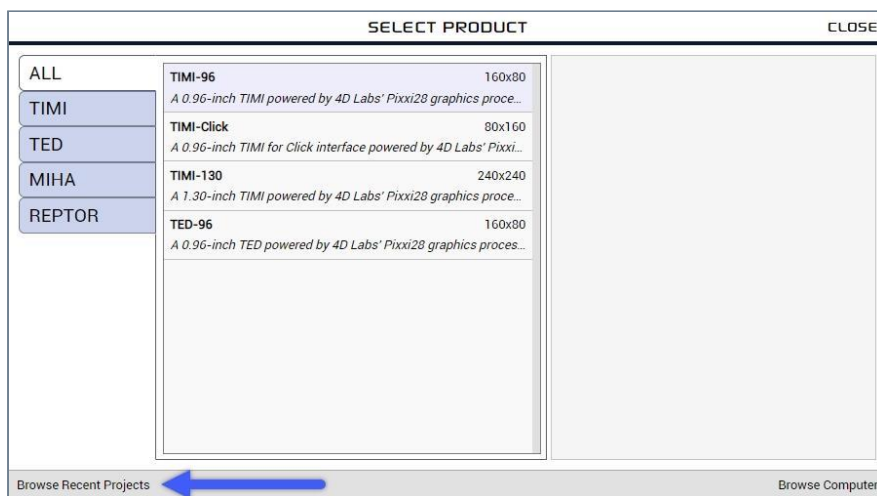 SELECT PRODUCT
CLOSE
ALL
TIMI
TED
MIHA
REPTOR
TIMI-96 160x80
A 0.96-inch TIMI powered by 4D Labs' Pixxi28 graphics proce...
TIMI-Click 80x160
A 0.96-inch TIMI for Click interface powered by 4D Labs' Pixxi...
TIMI-130 240x240
A 1.30-inch TIMI powered by 4D Labs' Pixxi28 graphics proce...
TED-96 160x80
A 0.96-inch TED powered by 4D Labs' Pixxi28 graphics proces...
Browse Recent Projects
Browse Computer